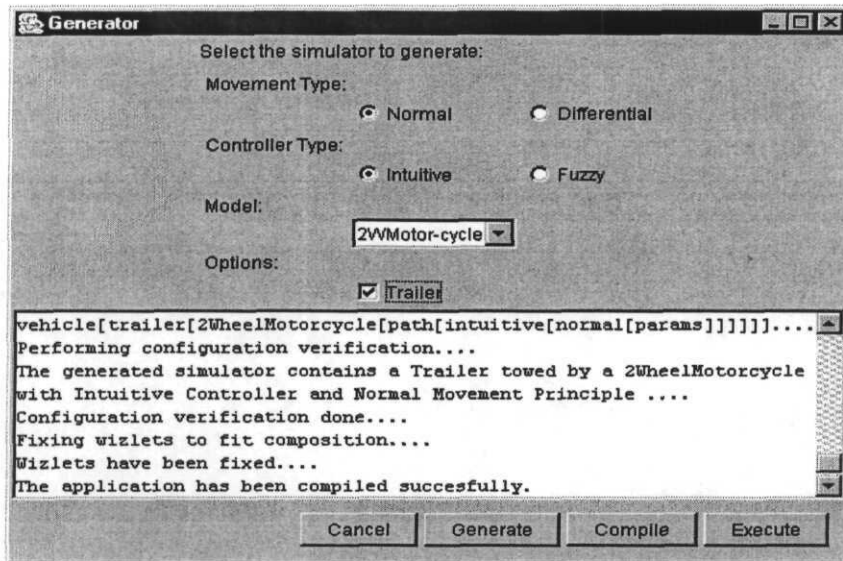 Generator
Select the simulator to generate:
Movement Type:
Normal Differential
Controller Type:
Intuitive Fuzzy
Model:
2WMotor-cycle
Options:
Trailer
vehicle[trailer[2WheelMotorcycle[path[intuitive[normal[params]]]]]]....
Performing configuration verification....
The generated simulator contains a Trailer towed by a 2WheelMotorcycle
with Intuitive Controller and Normal Movement Principle ....
Configuration verification done....
Fixing wizlets to fit composition....
Wizlets have been fixed....
The application has been compiled succesfully.
Cancel Generate Compile Execute